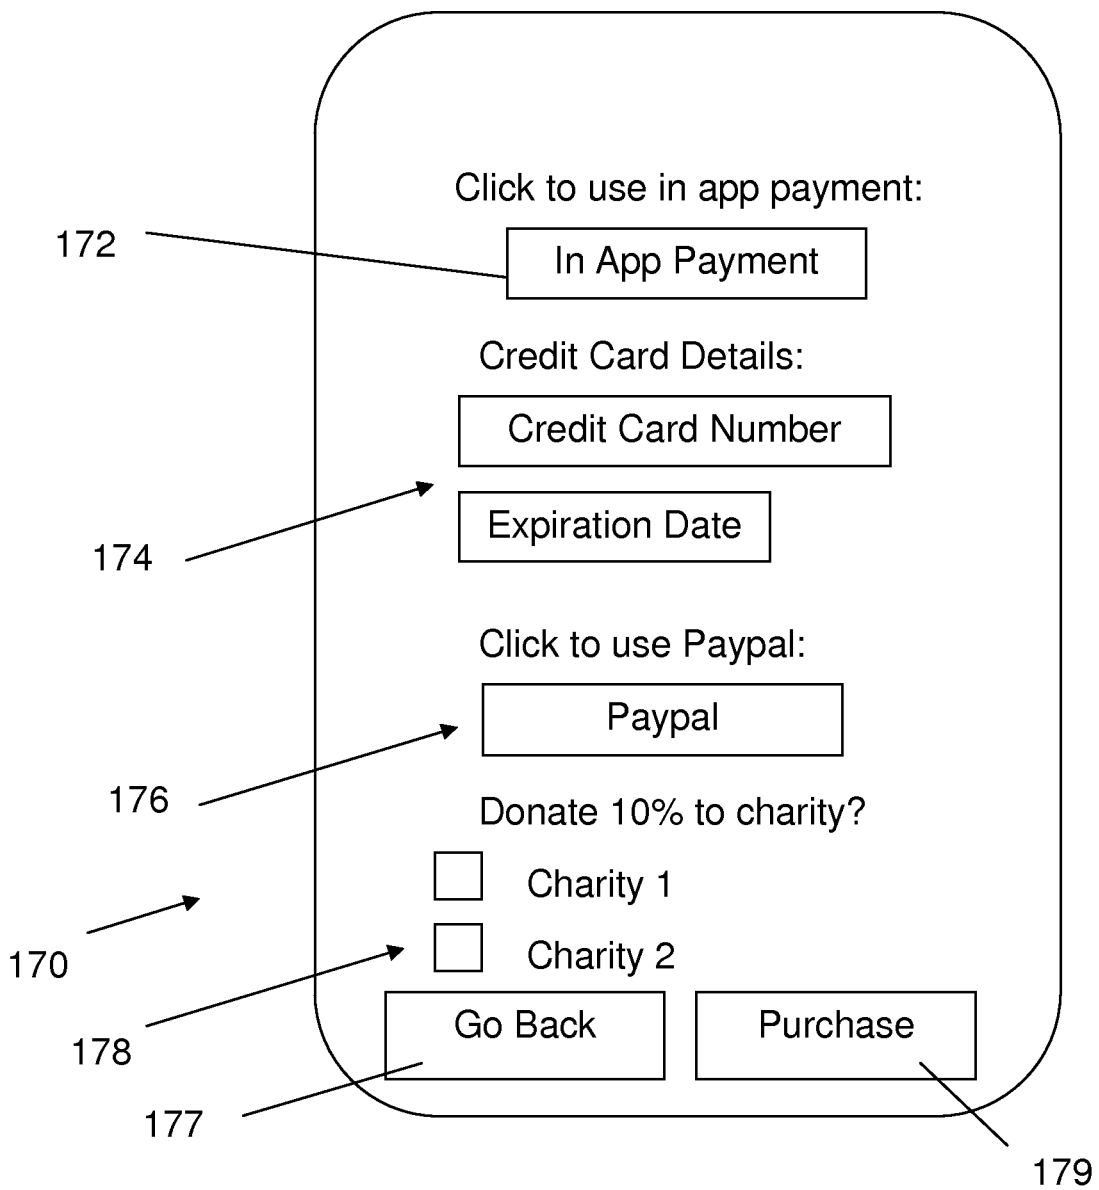 Click to use in app payment:
172
In App Payment
Credit Card Details:
Credit Card Number
Expiration Date
174
Click to use Paypal:
Paypal
176
Donate 10% to charity?
Charity 1
170
Charity 2
Go Back
Purchase
178
177
179